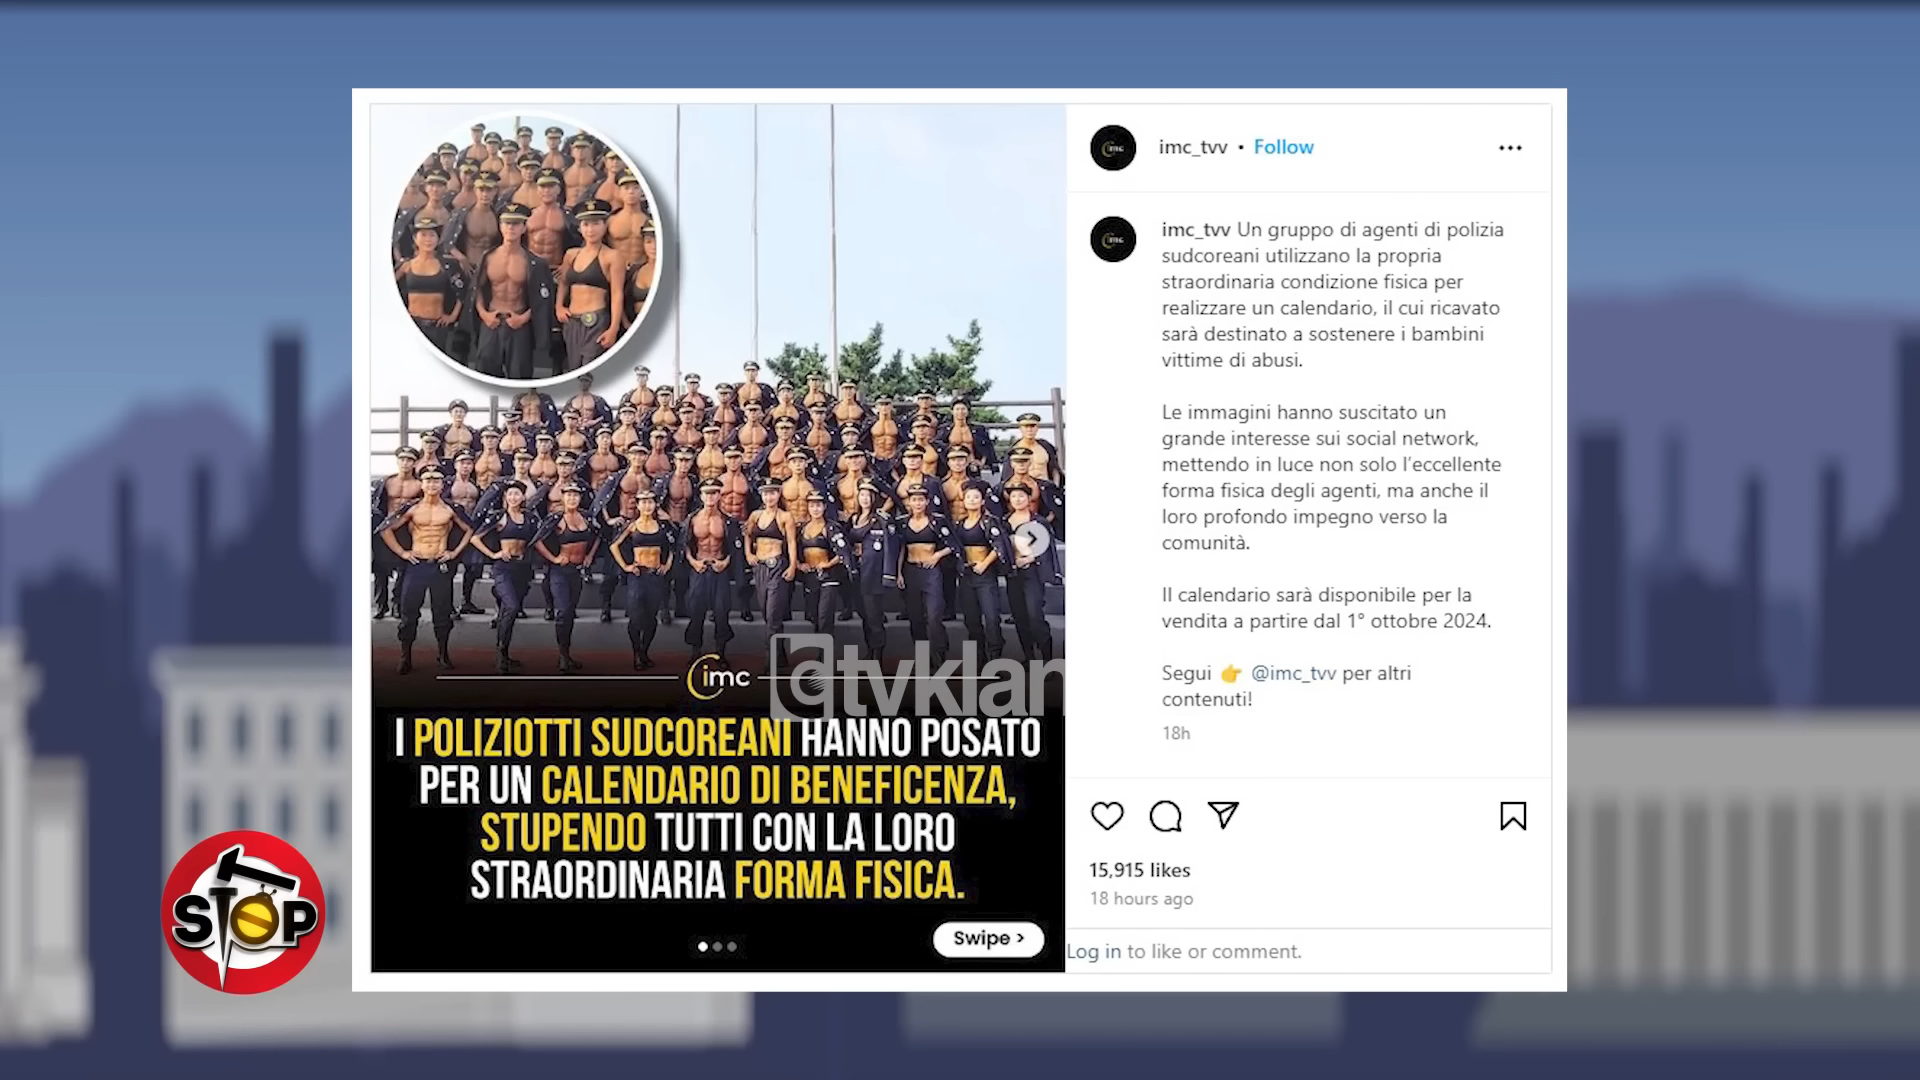 imc_tvv • Follow
imc_tvv Un gruppo di agenti di polizia
sudcoreani utilizzano la propria
straordinaria condizione fisica per
realizzare un calendario, il cui ricavato
sarà destinato a sostenere i bambini
vittime di abusi.
Le immagini hanno suscitato un
grande interesse sui social network,
mettendo in luce non solo l'eccellente
forma fisica degli agenti, ma anche il
loro profondo impegno verso la
comunità.
Il calendario sarà disponibile per la
vendita a partire dal 1° ottobre 2024.
Segui 👉 @imc_tvv per altri
contenuti!
18h
15,915 likes
18 hours ago
Log in to like or comment.
imc
tvklan
I POLIZIOTTI SUDCOREANI HANNO POSATO
PER UN CALENDARIO DI BENEFICENZA,
STUPENDO TUTTI CON LA LORO
STRAORDINARIA FORMA FISICA.
Swipe >
STOP